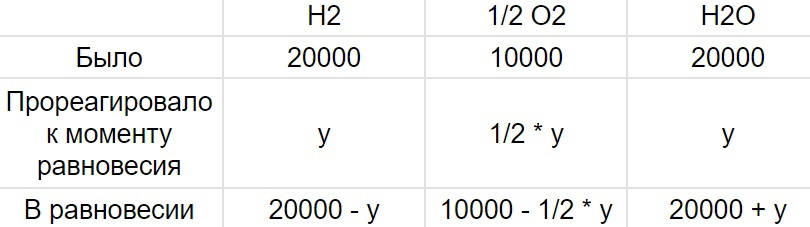 H2 1/2 O2 H2O
Было 20000 10000 20000
Прореагировало
к моменту
равновесия
y 1/2 * y y
В равновесии 20000 - y 10000 - 1/2 * y 20000 + y